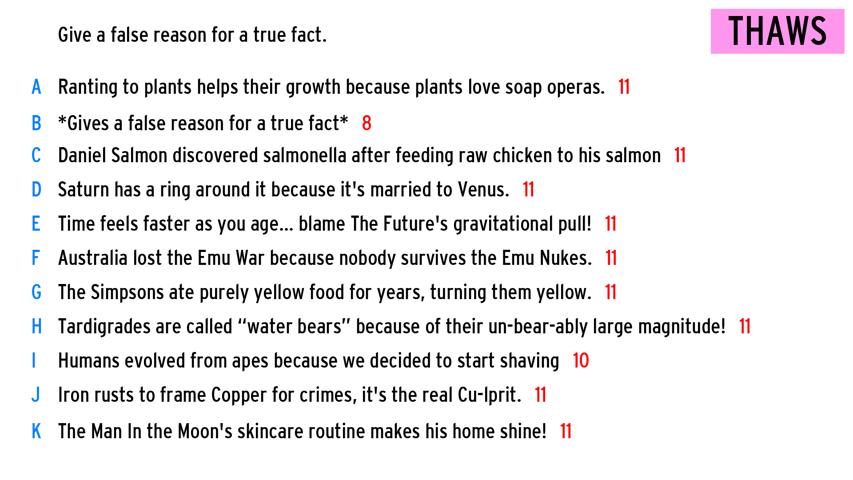 Give a false reason for a true fact.
THAWS
A Ranting to plants helps their growth because plants love soap operas. 11
B *Gives a false reason for a true fact* 8
C Daniel Salmon discovered salmonella after feeding raw chicken to his salmon 11
D Saturn has a ring around it because it's married to Venus. 11
E Time feels faster as you age... blame The Future's gravitational pull! 11
F Australia lost the Emu War because nobody survives the Emu Nukes. 11
G The Simpsons ate purely yellow food for years, turning them yellow. 11
H Tardigrades are called “water bears” because of their un-bear-ably large magnitude! 11
I Humans evolved from apes because we decided to start shaving 10
J Iron rusts to frame Copper for crimes, it's the real Cu-lprit. 11
K The Man In the Moon's skincare routine makes his home shine! 11